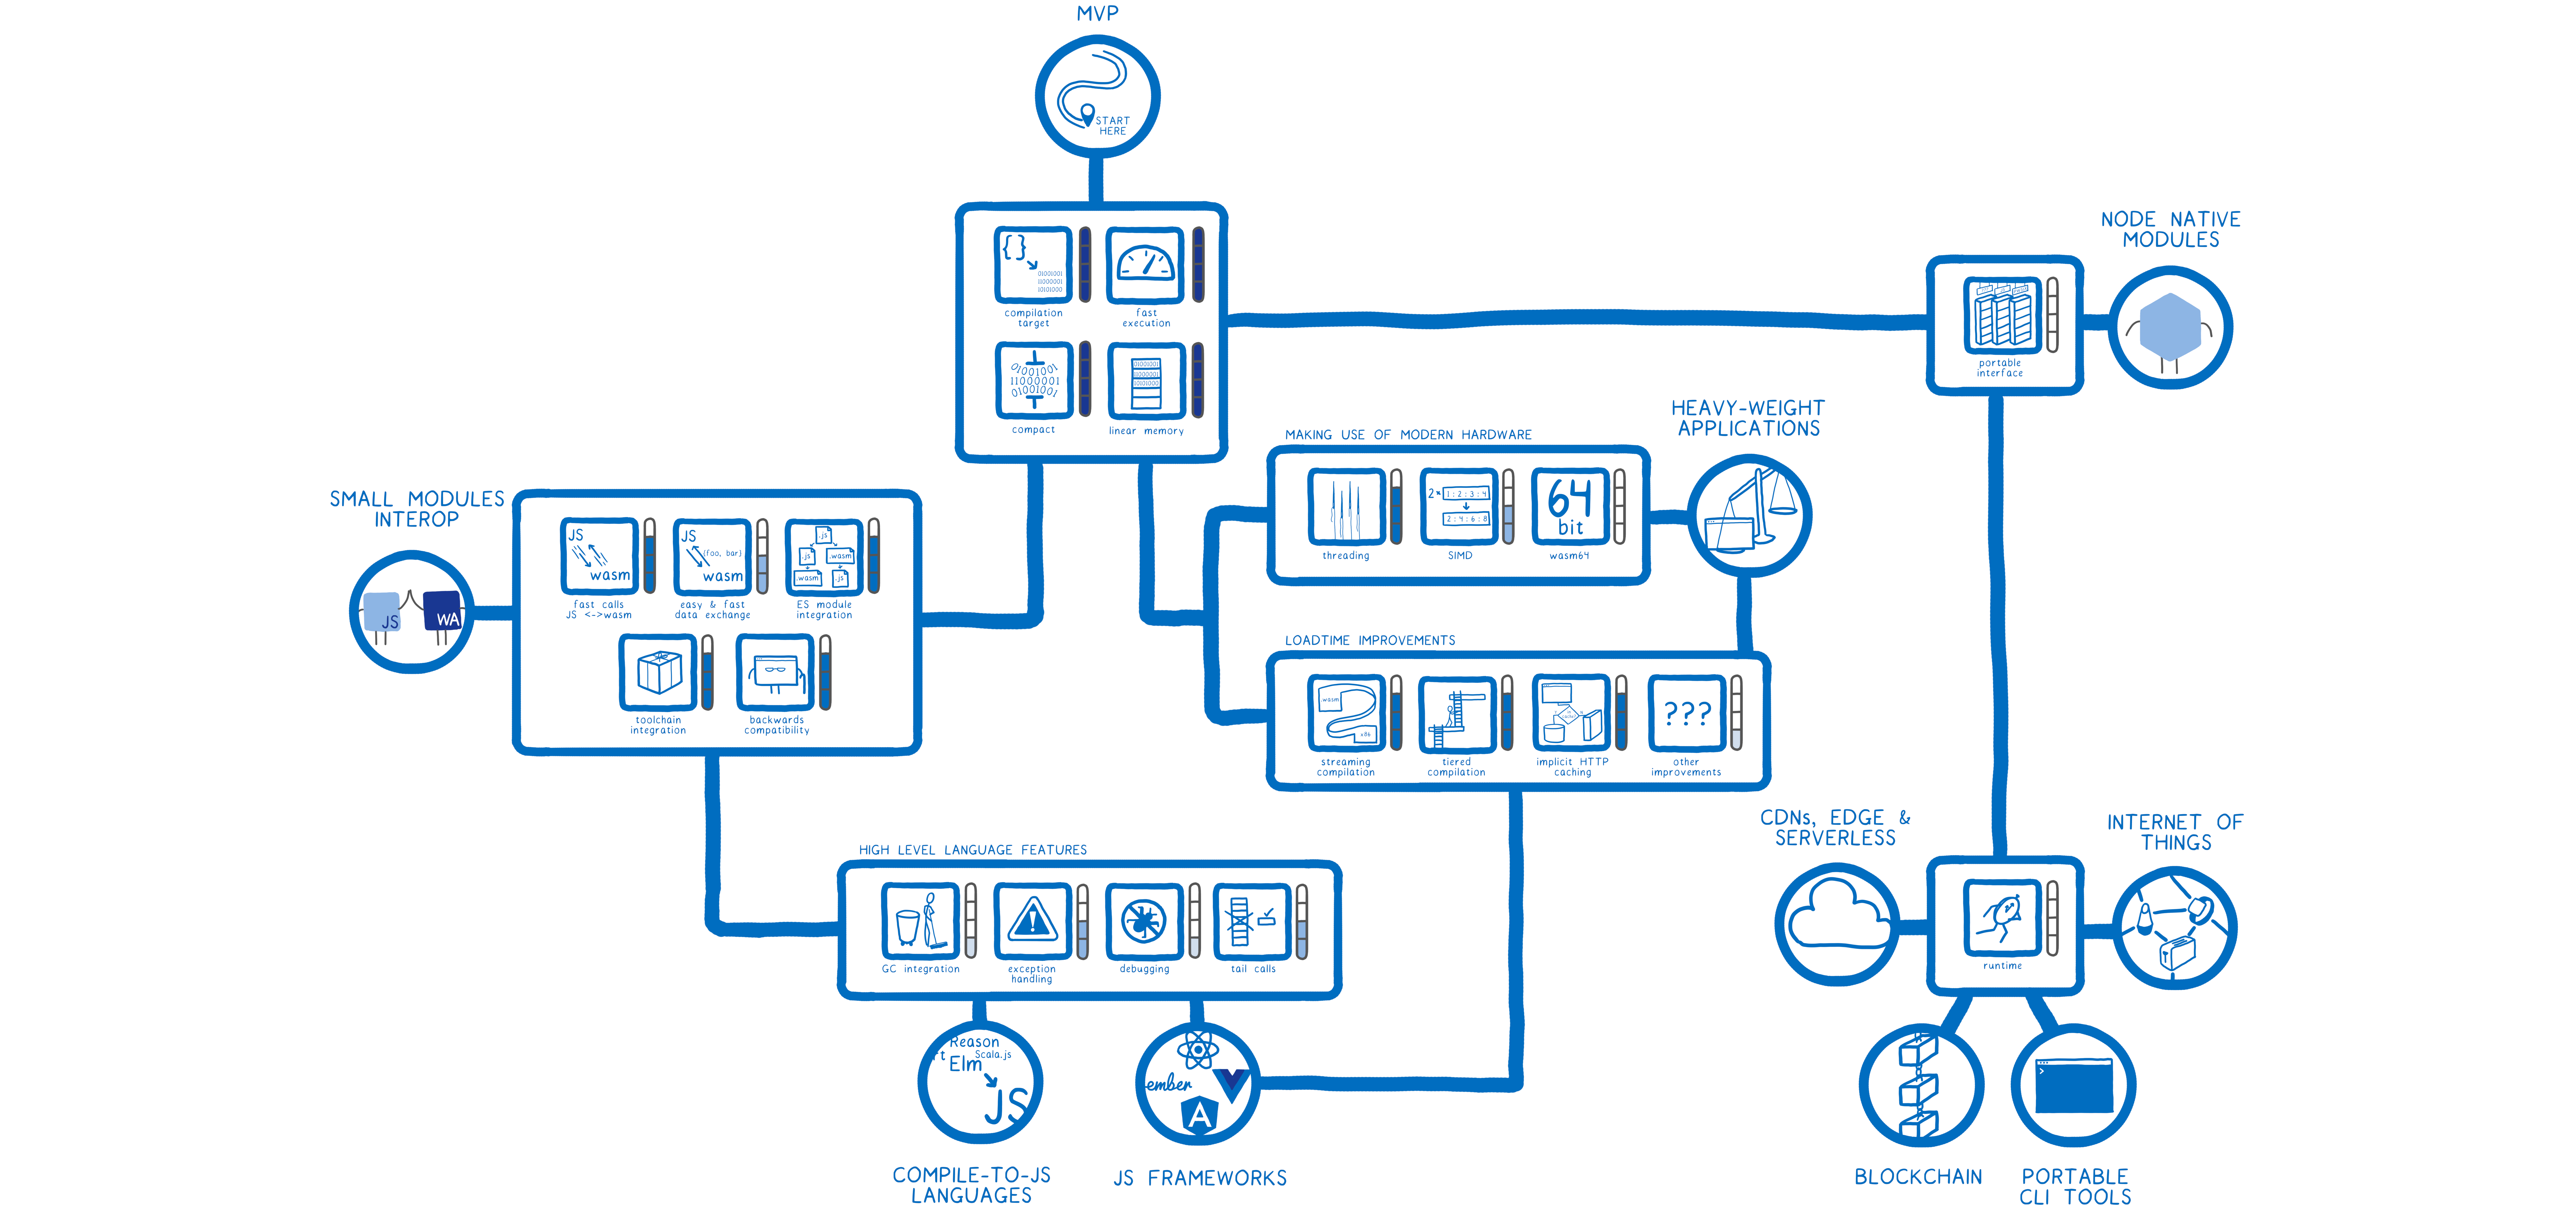 MVP
START
HERE
{}
01001001
11000001
10101000
compilation
target
fast
execution
01001001
11000001
01001001
compact
01001001
11000001
10101000
linear memory
NODE NATIVE
MODULES
portable
interface
HEAVY-WEIGHT
APPLICATIONS
MAKING USE OF MODERN HARDWARE
threading
2x 1:2:3:4
2:4:6:8
SIMD
64
bit
wasm64
SMALL MODULES
INTEROP
JS
WA
JS
wasm
fast calls
JS <->wasm
JS
{foo, bar}
wasm
easy & fast
data exchange
.js
.js
.wasm
.wasm
.js
ES module
integration
toolchain
integration
backwards
compatibility
LOADTIME IMPROVEMENTS
.wasm
x86
streaming
compilation
tiered
compilation
implicit HTTP
caching
???
other
improvements
HIGH LEVEL LANGUAGE FEATURES
GC integration
!
exception
handling
debugging
tail calls
CDNs, EDGE &
SERVERLESS
INTERNET OF
THINGS
runtime
Reason
rt
Scala.js
Elm
JS
COMPILE-TO-JS
LANGUAGES
ember
A
JS FRAMEWORKS
BLOCKCHAIN
>
PORTABLE
CLI TOOLS